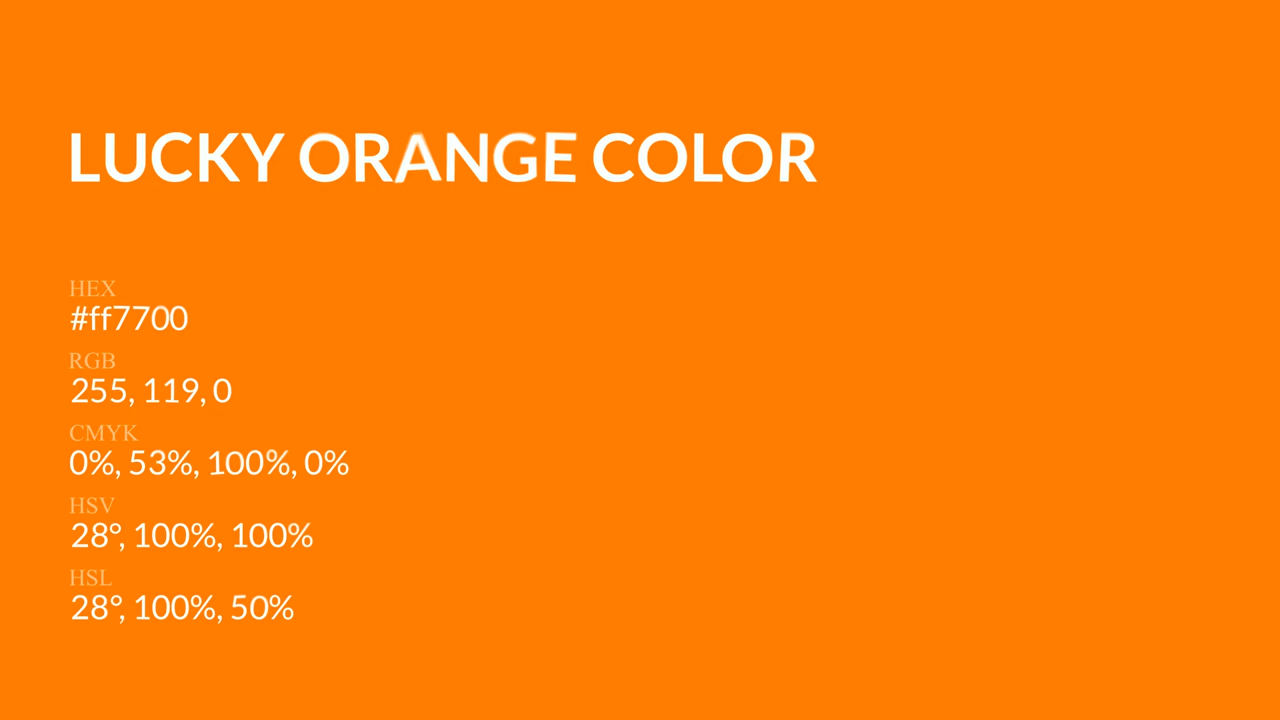 LUCKY ORANGE COLOR
HEX
#ff7700
RGB
255, 119, 0
CMYK
0%, 53%, 100%, 0%
HSV
28°, 100%, 100%
HSL
28°, 100%, 50%